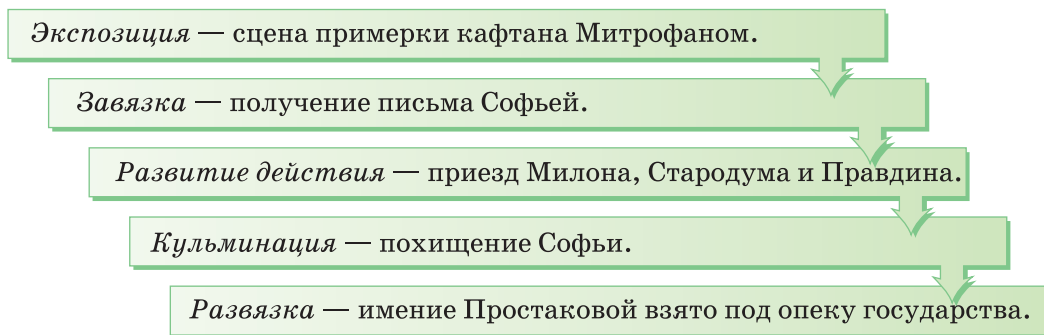 Экспозиция — сцена примерки кафтана Митрофаном.
Завязка — получение письма Софьей.
Развитие действия — приезд Милона, Стародума и Правдина.
Кульминация — похищение Софьи.
Развязка — имение Простаковой взято под опеку государства.